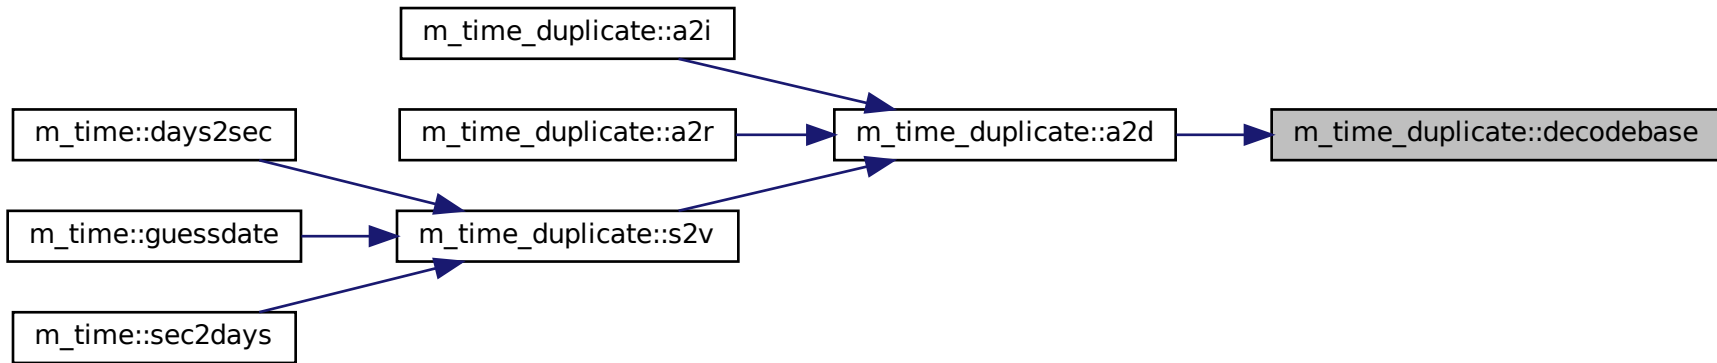 m_time_duplicate::a2i
m_time::days2sec
m_time_duplicate::a2r
m_time_duplicate::a2d
m_time_duplicate::decodebase
m_time::guessdate
m_time_duplicate::s2v
m_time::sec2days